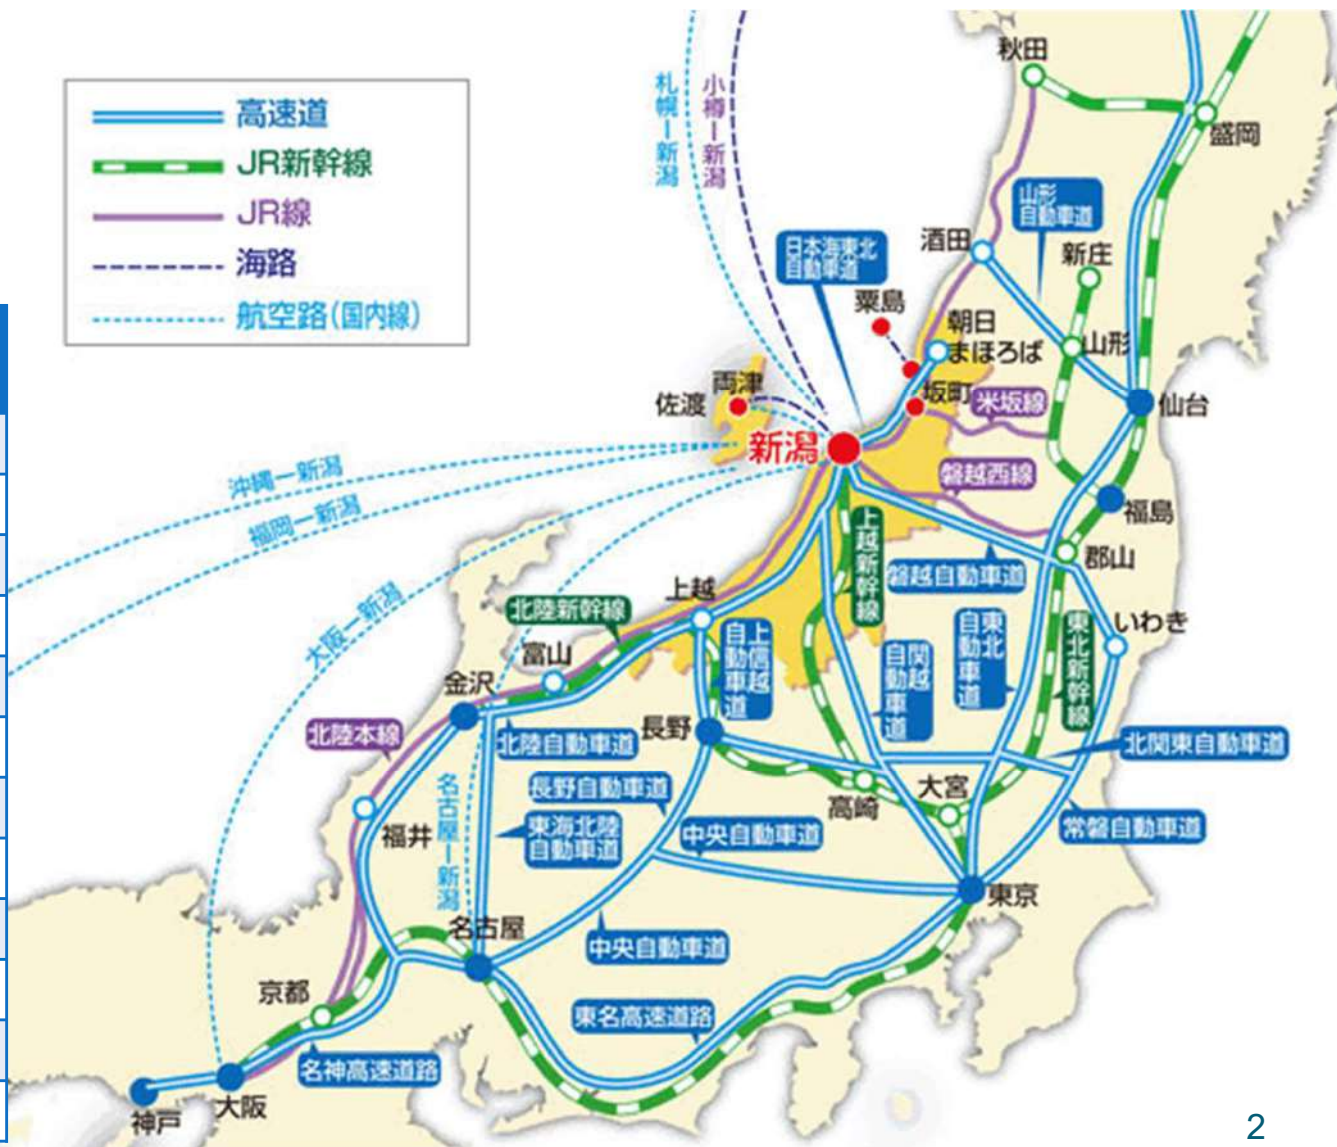 高速道
JR新幹線
JR線
海路
航空路(国内線)
札幌ー新潟
小樽ー新潟
秋田
盛岡
山形
自動車道
酒田
新庄
日本海東北
自動車道
粟島
朝日
まほろば
山形
両津
佐渡
坂町
米坂線
仙台
新潟
磐越西線
沖縄ー新潟
福岡ー新潟
福島
上越新幹線
郡山
磐越自動車道
大阪ー新潟
上越
北陸新幹線
いわき
上信越
自動車道
東北
自動車道
東北新幹線
関越
自動車道
富山
金沢
北陸本線
北陸自動車道
長野
北関東自動車道
長野自動車道
高崎
大宮
名古屋ー新潟
東海北陸
自動車道
中央自動車道
常磐自動車道
福井
東京
名古屋
中央自動車道
京都
東名高速道路
名神高速道路
神戸
大阪
2